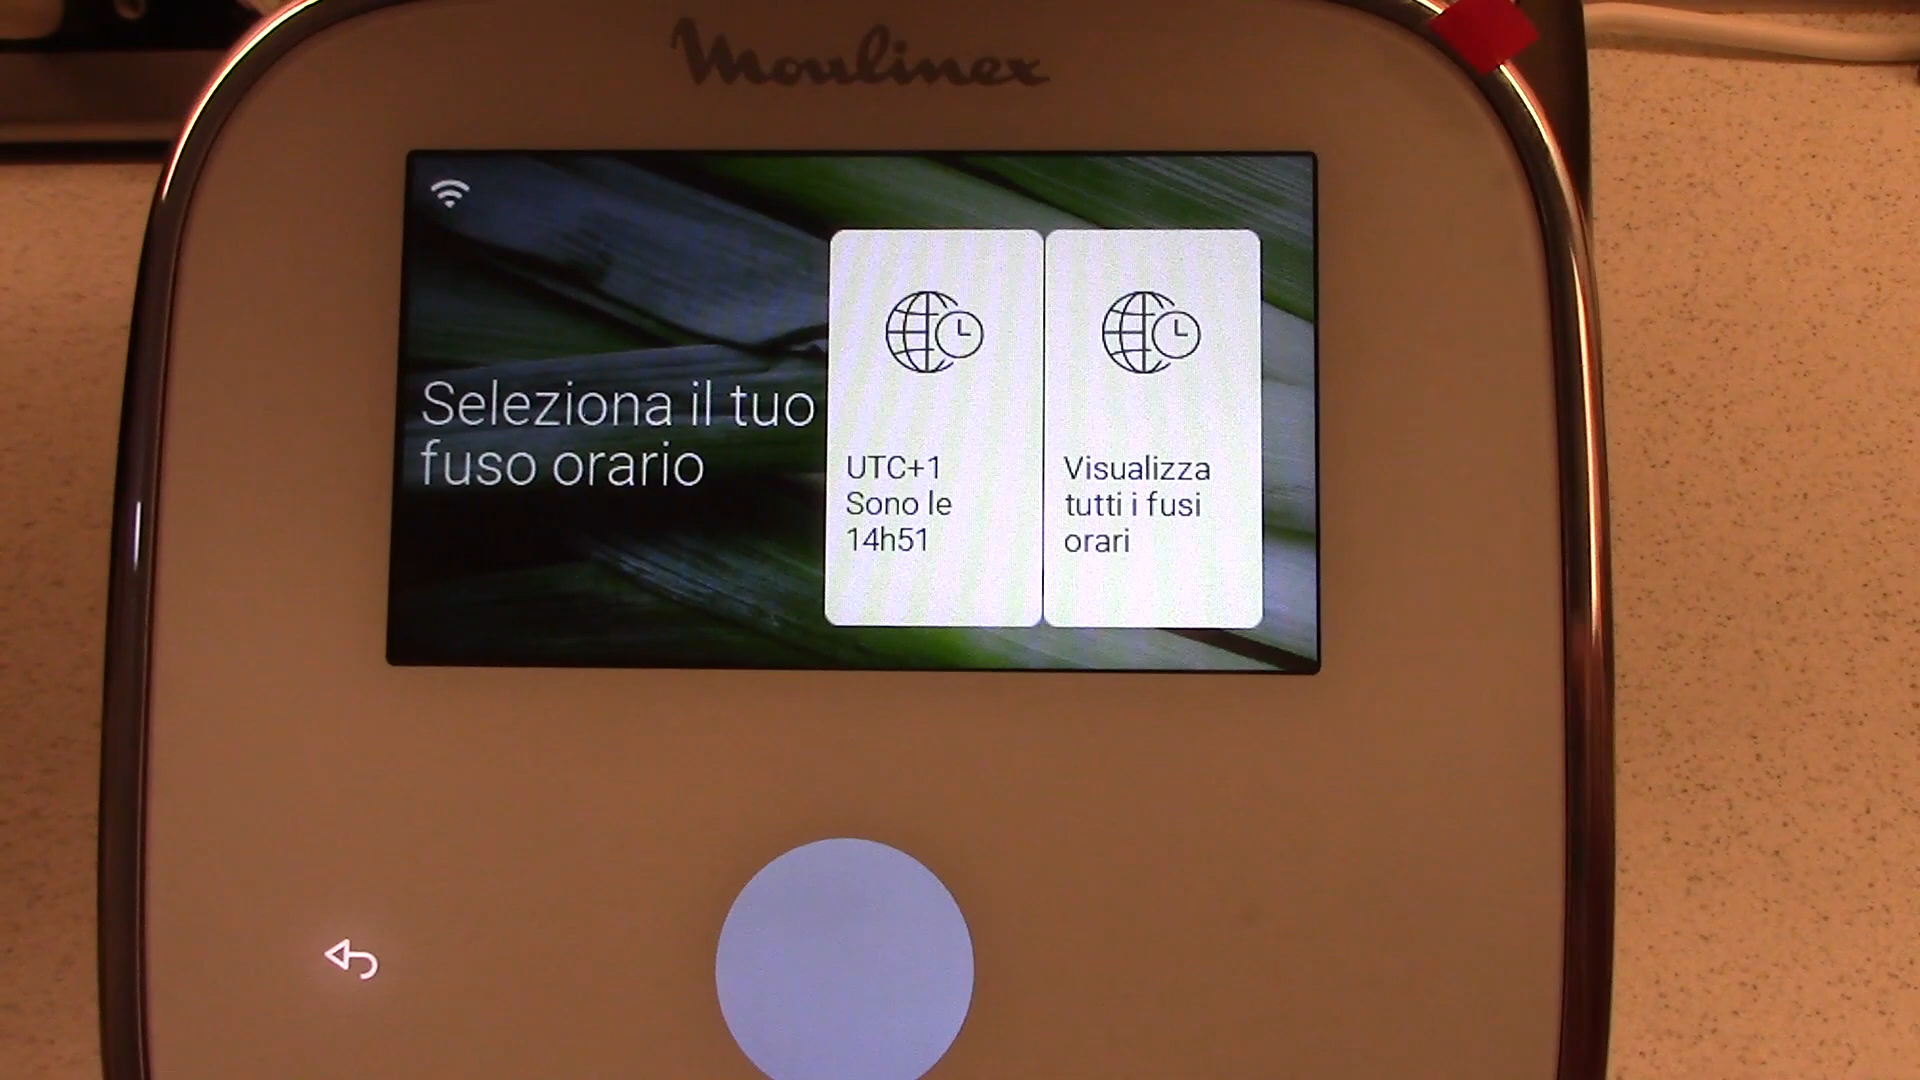 Moulinex
Seleziona il tuo
fuso orario
UTC+1
Sono le
14h51
Visualizza
tutti i fusi
orari